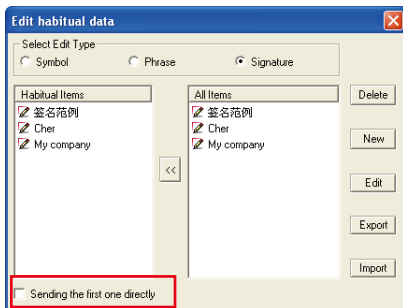 Edit habitual data
Select Edit Type
Symbol
Phrase
Signature
Habitual Items
签名范例
Cher
My company
<<
All Items
签名范例
Cher
My company
Delete
New
Edit
Export
Import
Sending the first one directly